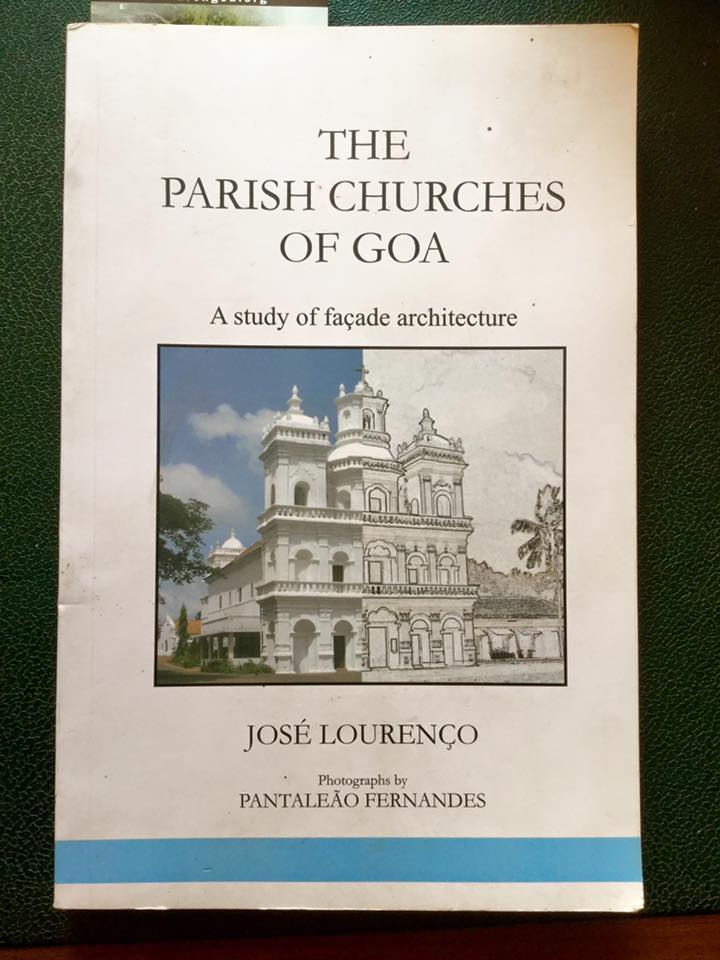 THE
PARISH CHURCHES
OF GOA
A study of façade architecture
JOSÉ LOURENÇO
Photographs by
PANTALEÃO FERNANDES